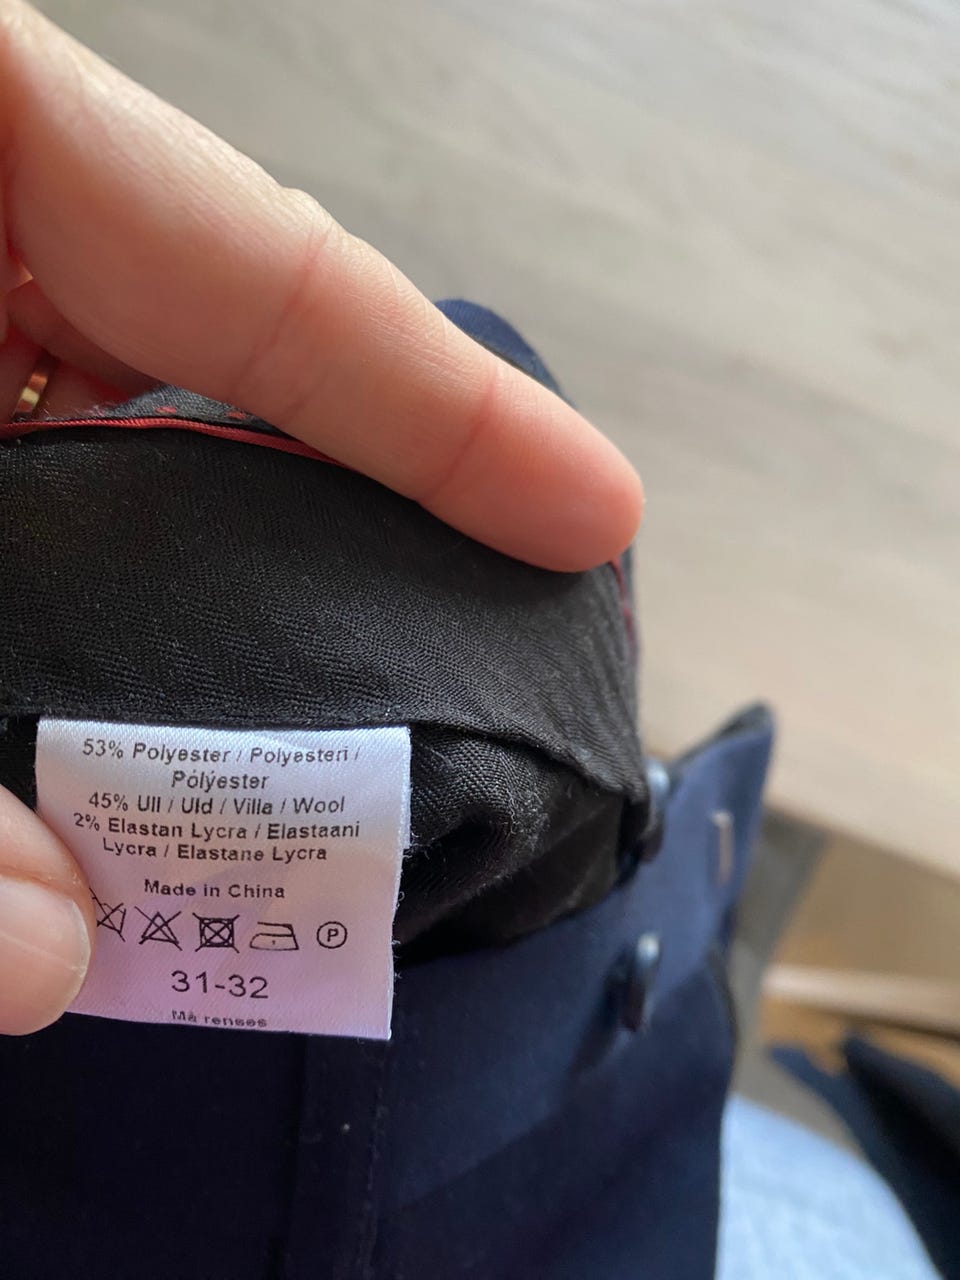 53% Polyester / Polyesteri /
Pólýester
45% Ull / Uld / Villa / Wool
2% Elastan Lycra / Elastaani
Lycra / Elastane Lycra
Made in China
P
31-32
Må renses